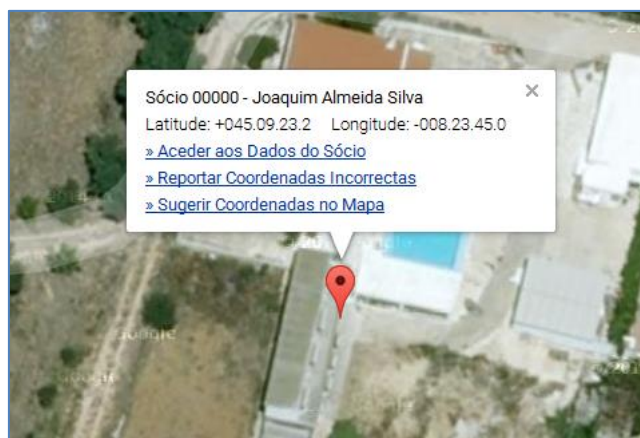 Sócio 00000 - Joaquim Almeida Silva
Latitude: +045.09.23.2 Longitude: -008.23.45.0
» Aceder aos Dados do Sócio
» Reportar Coordenadas Incorrectas
» Sugerir Coordenadas no Mapa
google